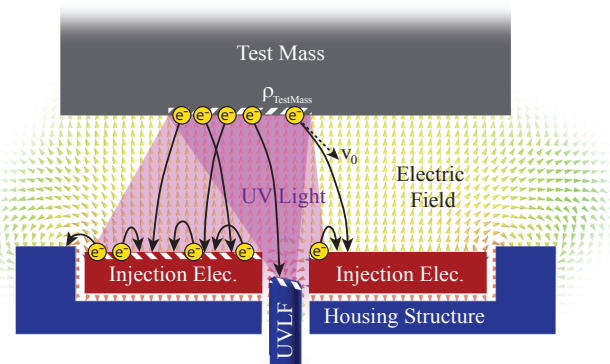 Test Mass
ρTestMass
e⁻ e⁻ e⁻ e⁻ e⁻
v₀
UV Light
Electric
Field
e⁻ e⁻ e⁻ e⁻ e⁻
Injection Elec. Injection Elec.
UVLF
Housing Structure